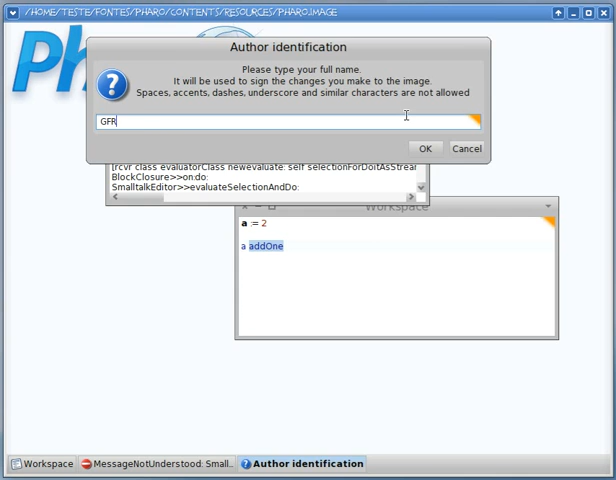 /HOME/TESTE/FONTES/PHARO/CONTENTS/RESOURCES/PHARO.IMAGE
Ph
Author identification
Please type your full name.
It will be used to sign the changes you make to the image.
Spaces, accents, dashes, underscore and similar characters are not allowed
GFR
OK
Cancel
[rcvr class evaluatorClass newevaluate: self selectionForDoitAsStream
BlockClosure>>on:do:
SmalltalkEditor>>evaluateSelectionAndDo:
Workspace
a := 2
a addOne
Workspace
MessageNotUnderstood: Small..
Author identification